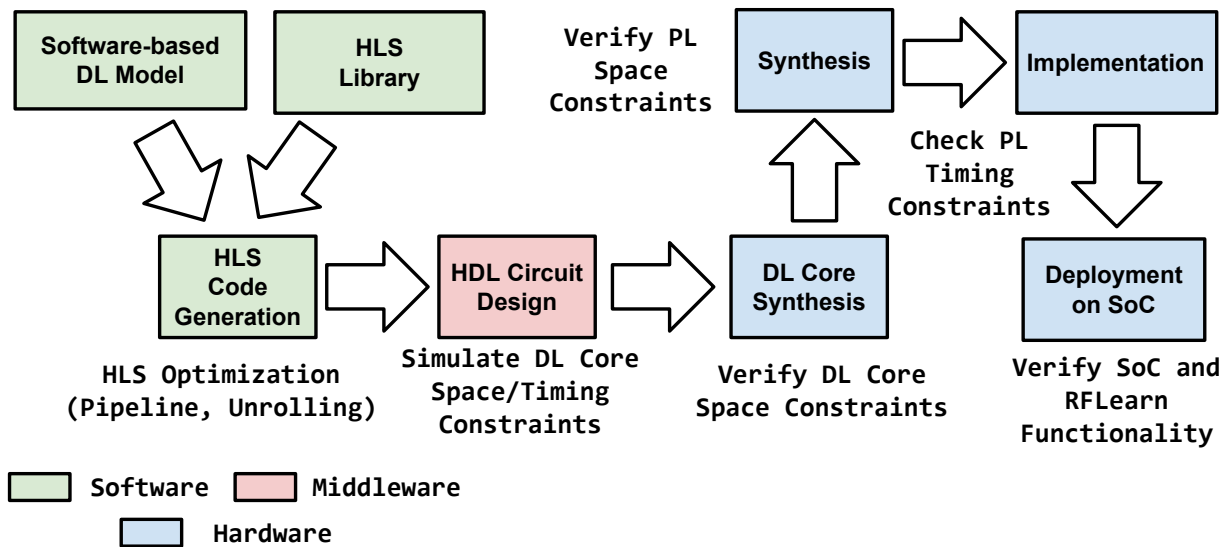 Software-based
DL Model
HLS
Library
Verify PL
Space
Constraints
Synthesis
Implementation
Check PL
Timing
Constraints
HLS
Code
Generation
HDL Circuit
Design
DL Core
Synthesis
Deployment
on SoC
HLS Optimization
(Pipeline, Unrolling)
Simulate DL Core
Space/Timing
Constraints
Verify DL Core
Space Constraints
Verify SoC and
RFLearn
Functionality
Software
Middleware
Hardware